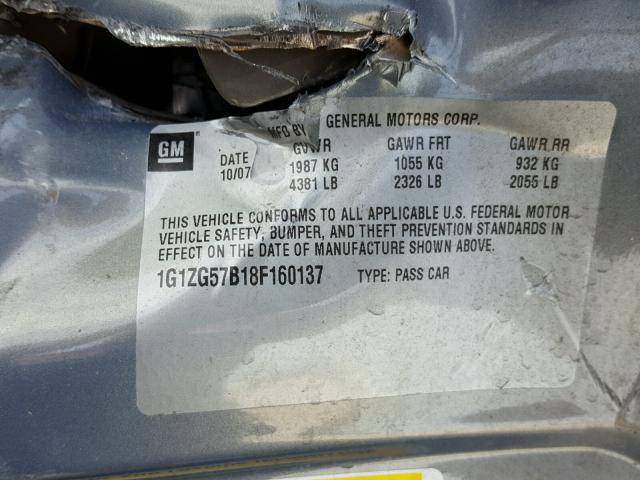 MFD BY GENERAL MOTORS CORP.
GM DATE GVWR GAWR FRT GAWR RR
10/07 1987 KG 1055 KG 932 KG
4381 LB 2326 LB 2055 LB
THIS VEHICLE CONFORMS TO ALL APPLICABLE U.S. FEDERAL MOTOR
VEHICLE SAFETY, BUMPER, AND THEFT PREVENTION STANDARDS IN
EFFECT ON THE DATE OF MANUFACTURE SHOWN ABOVE.
1G1ZG57B18F160137 TYPE: PASS CAR